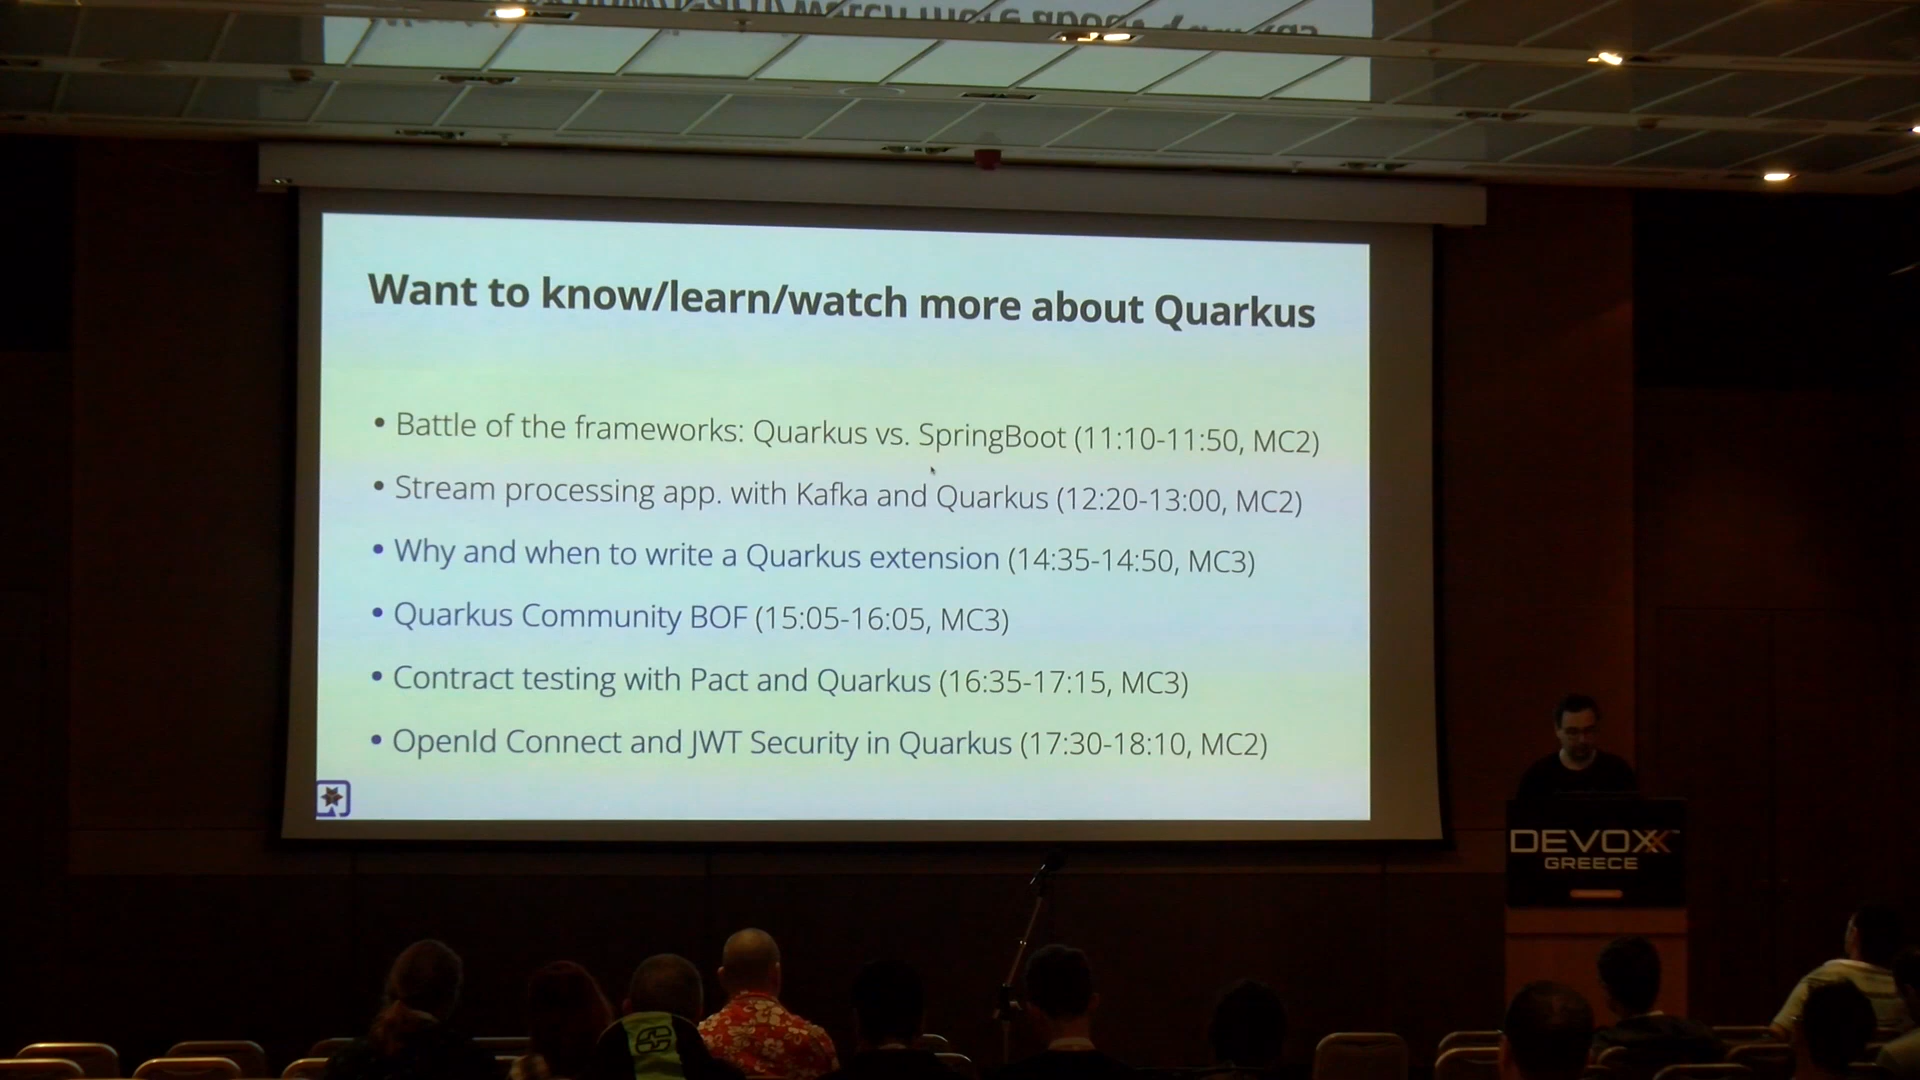 Want to know/learn/watch more about Quarkus
• Battle of the frameworks: Quarkus vs. SpringBoot (11:10-11:50, MC2)
• Stream processing app. with Kafka and Quarkus (12:20-13:00, MC2)
• Why and when to write a Quarkus extension (14:35-14:50, MC3)
• Quarkus Community BOF (15:05-16:05, MC3)
• Contract testing with Pact and Quarkus (16:35-17:15, MC3)
• OpenId Connect and JWT Security in Quarkus (17:30-18:10, MC2)
DEVOXX™
GREECE